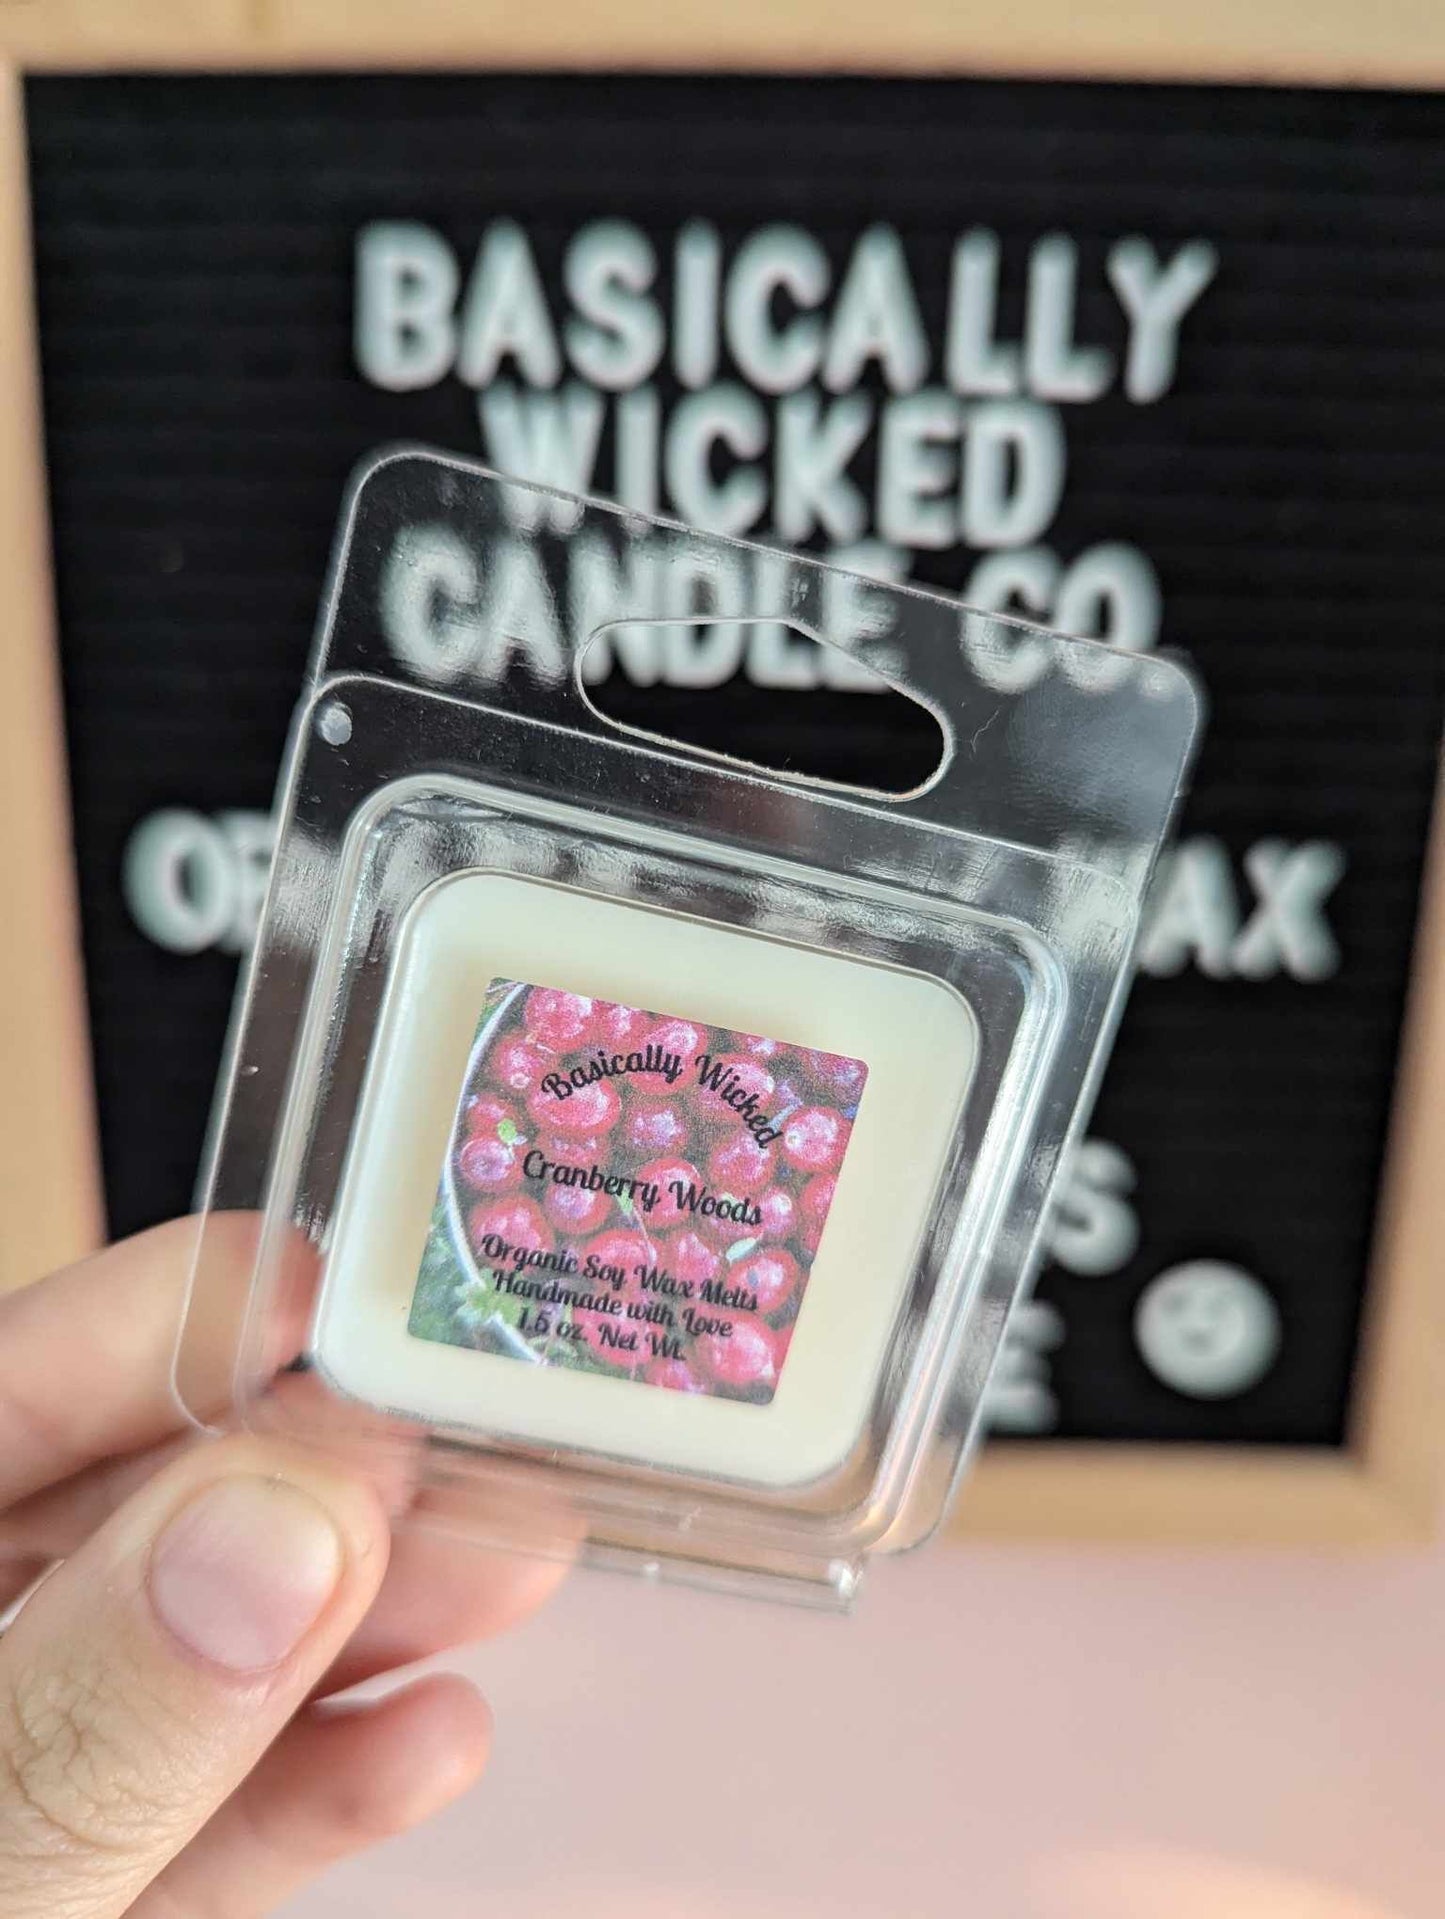 BASICALLY
WICKED
CANDLE CO.
AX
S
Basically Wicked
Cranberry Woods
Organic Soy Wax Melts
Handmade with Love
1.5 oz. Net Wt.